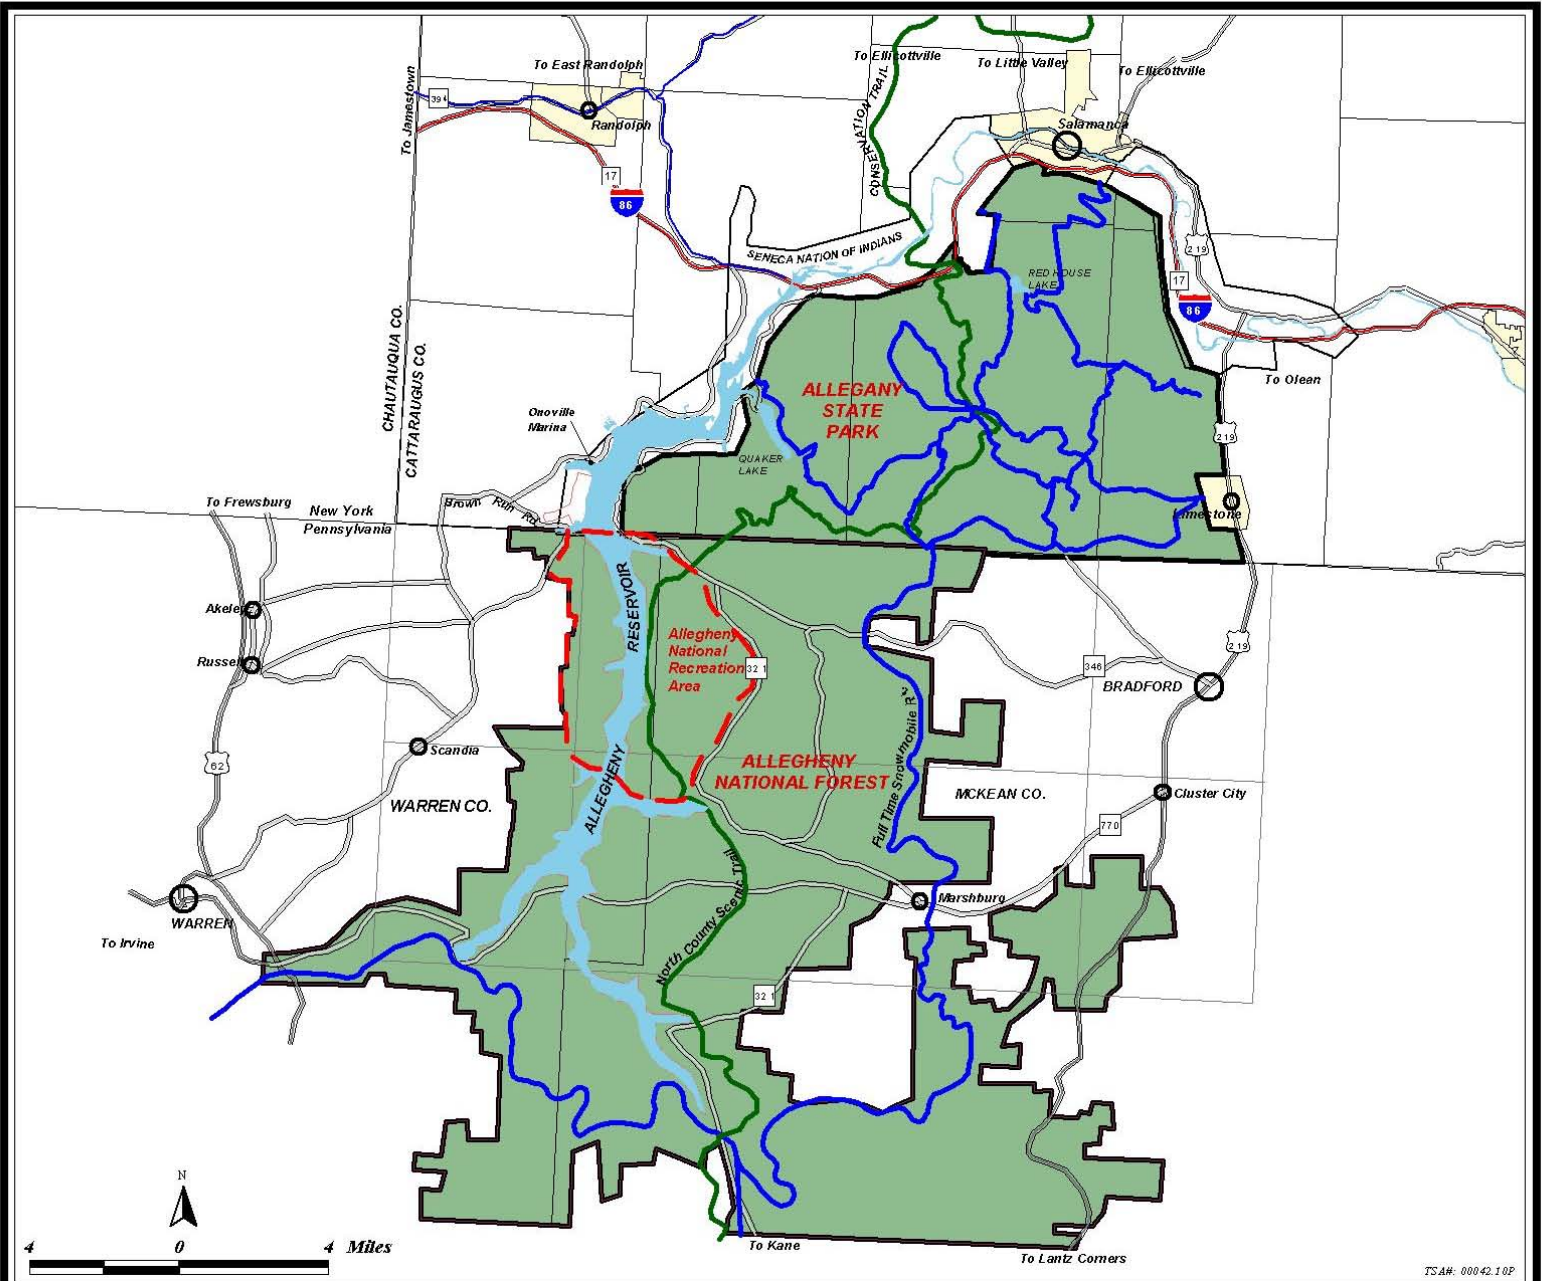 To East Randolph
To Ellicottville
To Little Valley
To Ellicottville
To Jamestown
394
Randolph
Salamanca
CONSERVATION TRAIL
17
86
SENECA NATION OF INDIANS
219
RED HOUSE
LAKE
17
86
CHAUTAUQUA CO.
CATTARAUGUS CO.
To Olean
ALLEGANY
STATE
PARK
Onoville
Marina
219
QUAKER
LAKE
To Frewsburg
New York
Pennsylvania
Brown Run Rd
Limestone
RESERVOIR
Akeley
Allegheny
National
Recreation
Area
321
219
Russell
346
BRADFORD
Scandia
62
ALLEGHENY
NATIONAL FOREST
Full Time Snowmobile Rt
WARREN CO.
ALLEGHENY
MCKEAN CO.
Cluster City
770
North County Scenic Trail
Marshburg
WARREN
To Irvine
321
N
4 0 4 Miles
To Kane
To Lantz Corners
TSA#: 00042.10P